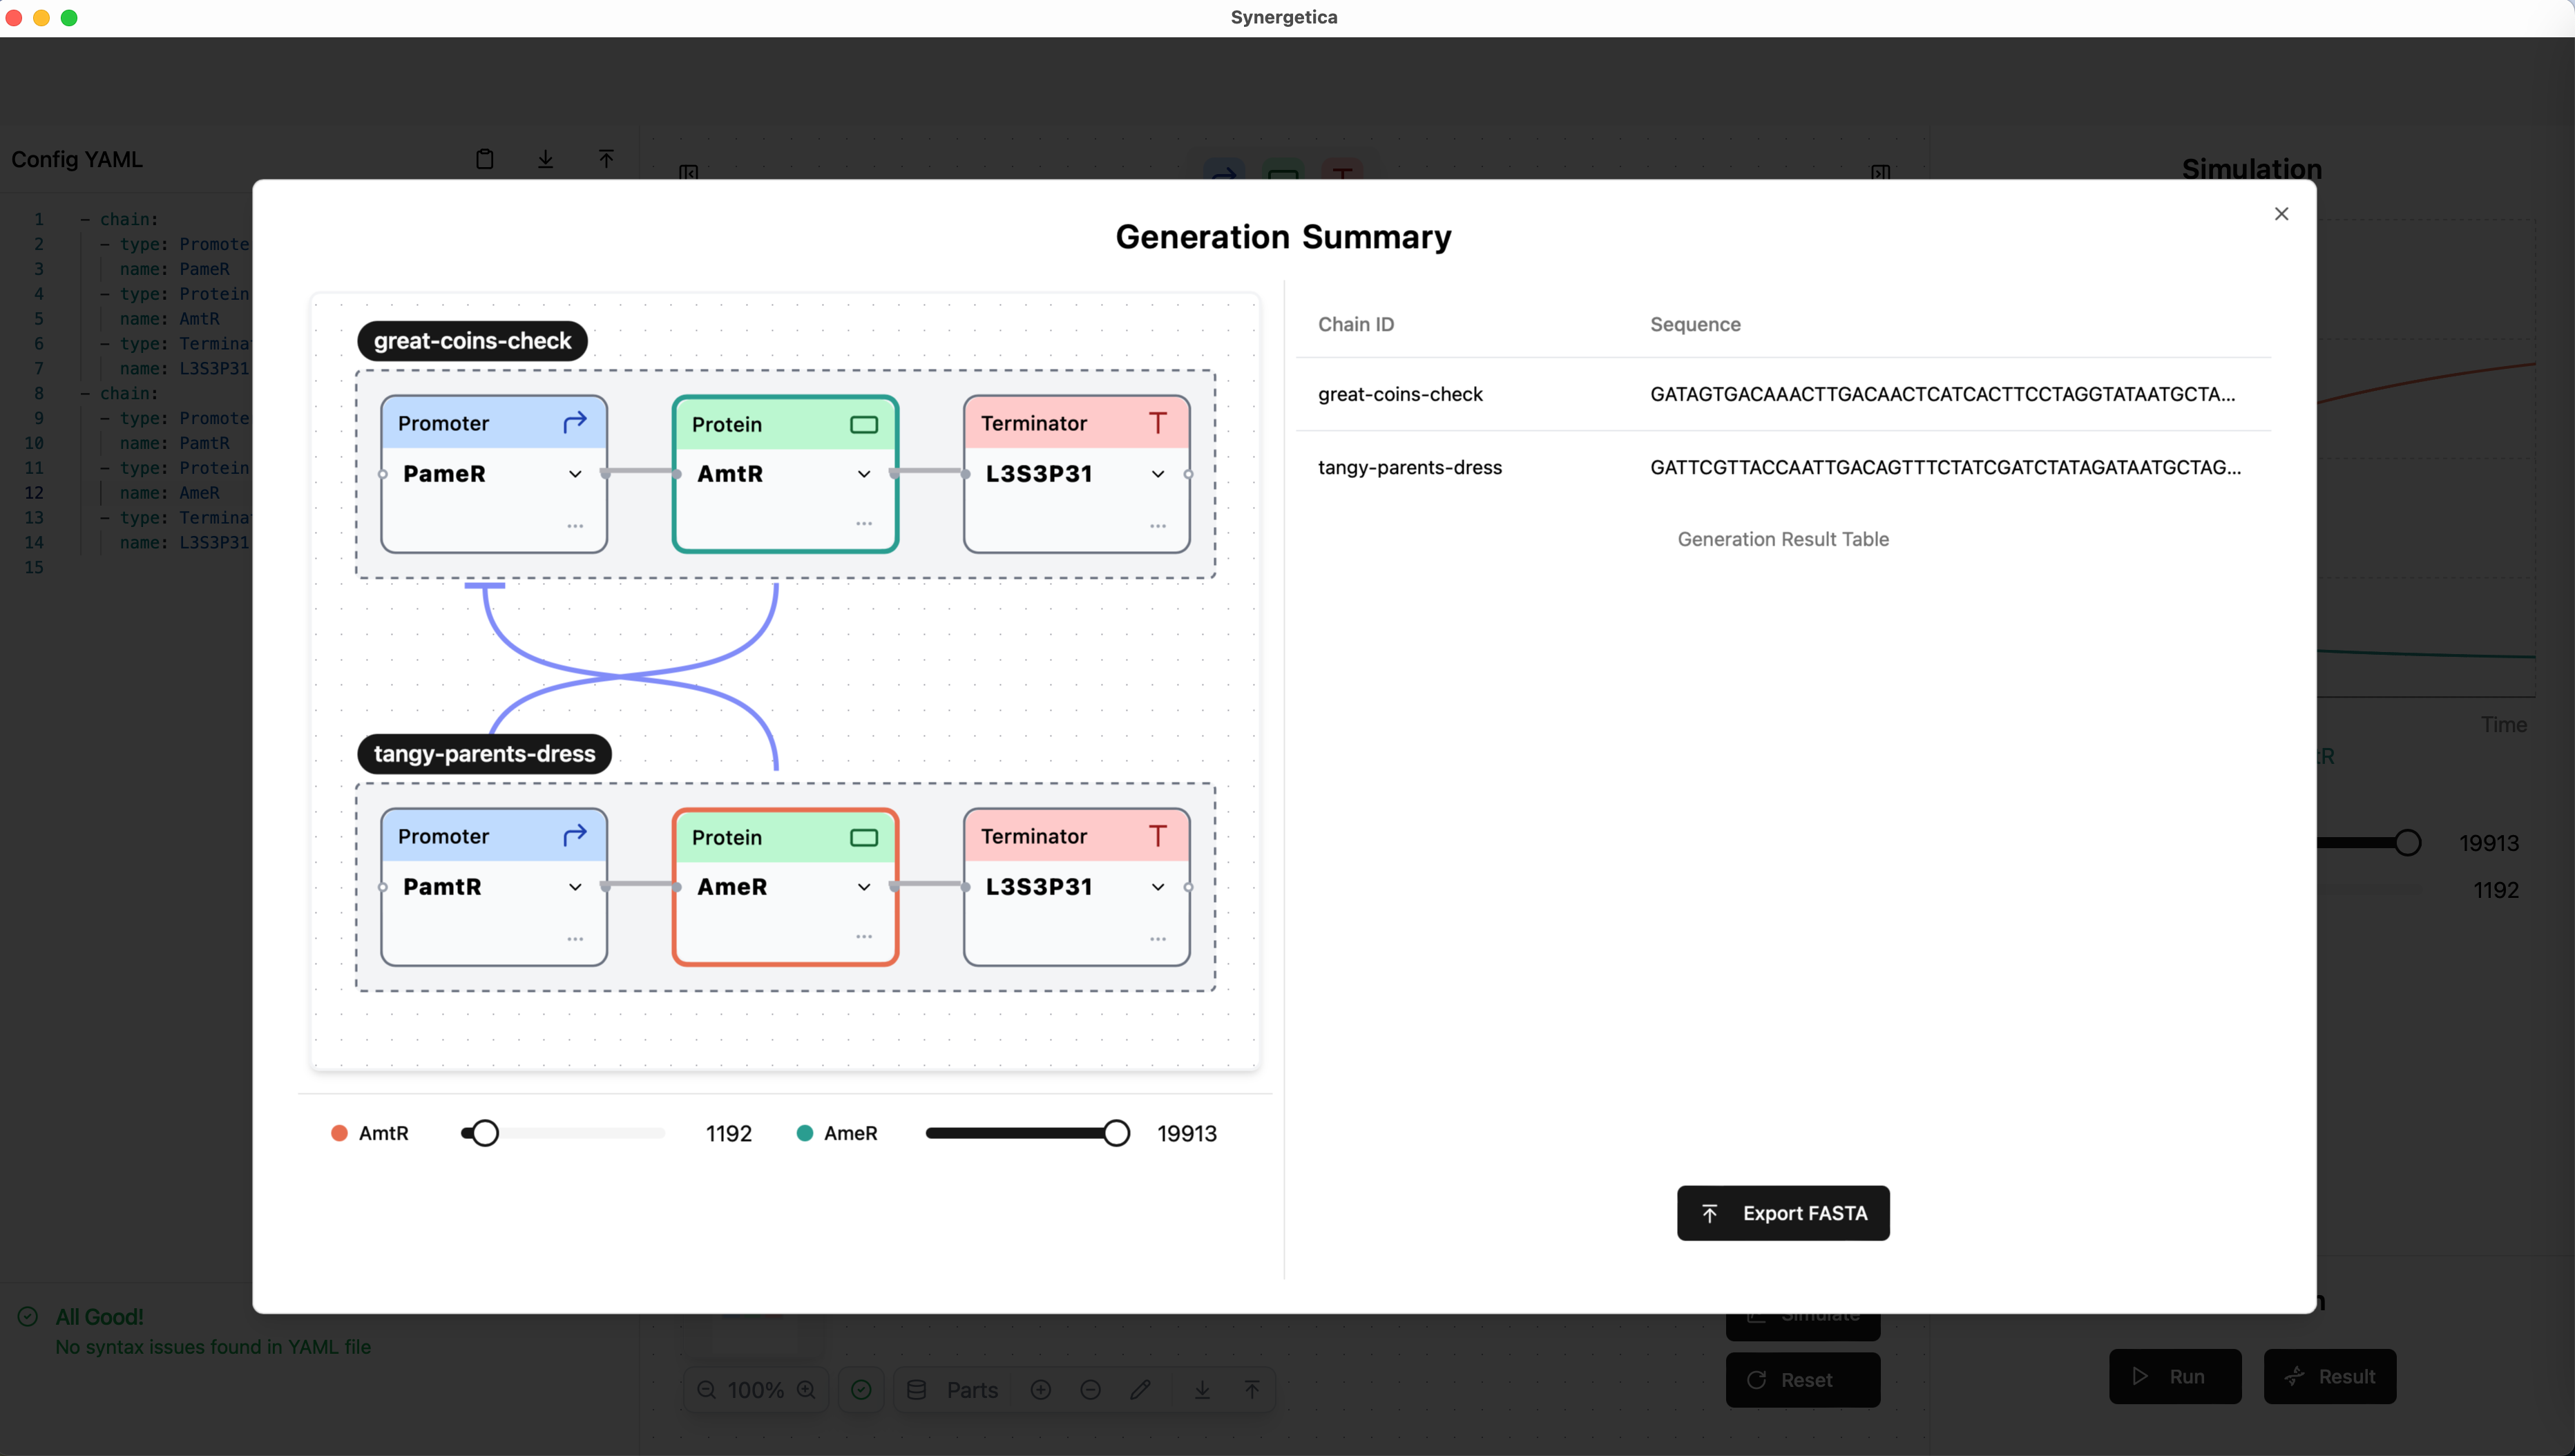 Synergetica
Config YAML
1 - chain:
2 - type: Promote
3 name: PameR
4 - type: Protein
5 name: AmtR
6 - type: Termina
7 name: L3S3P31
8 - chain:
9 - type: Promote
10 name: PamtR
11 - type: Protein
12 name: AmeR
13 - type: Termina
14 name: L3S3P31
15
All Good!
No syntax issues found in YAML file
Generation Summary
great-coins-check
Promoter
PameR
...
Protein
AmtR
...
Terminator T
L3S3P31
...
tangy-parents-dress
Promoter
PamtR
...
Protein
AmeR
...
Terminator T
L3S3P31
...
AmtR 1192 AmeR 19913
Chain ID Sequence
great-coins-check GATAGTGACAAACTTGACAACTCATCACTTCCTAGGTATAATGCTA...
tangy-parents-dress GATTCGTTACCAATTGACAGTTTCTATCGATCTATAGATAATGCTAG...
Generation Result Table
Export FASTA
Simulation
Time
tR
19913
1192
100% Parts
Simulate
Reset
Run
Result